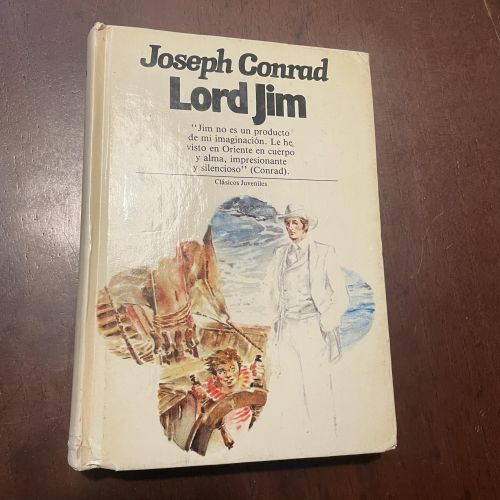 Joseph Conrad
Lord Jim
"Jim no es un producto
de mi imaginación. Le he
visto en Oriente en cuerpo
y alma, impresionante
y silencioso" (Conrad).
Clásicos Juveniles